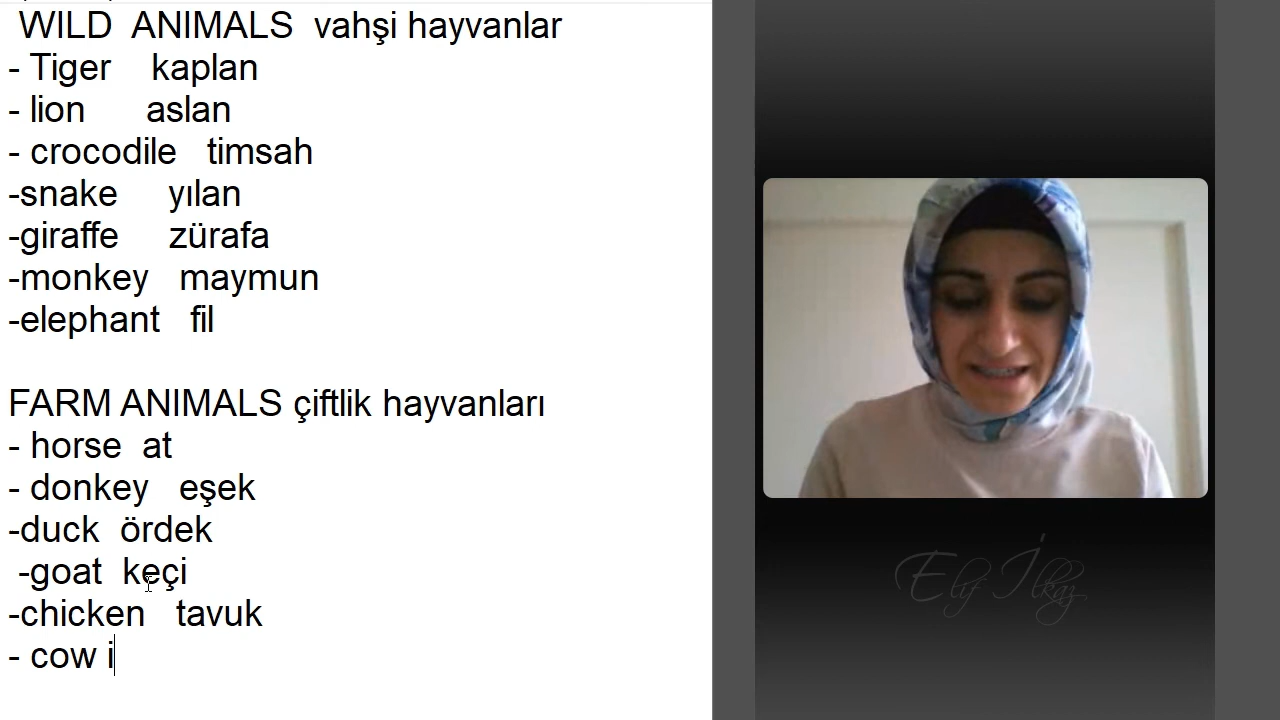 WILD ANIMALS vahşi hayvanlar
- Tiger kaplan
- lion aslan
- crocodile timsah
-snake yılan
-giraffe zürafa
-monkey maymun
-elephant fil
FARM ANIMALS çiftlik hayvanları
- horse at
- donkey eşek
-duck ördek
-goat keçi
-chicken tavuk
- cow i
Elif İlkaz